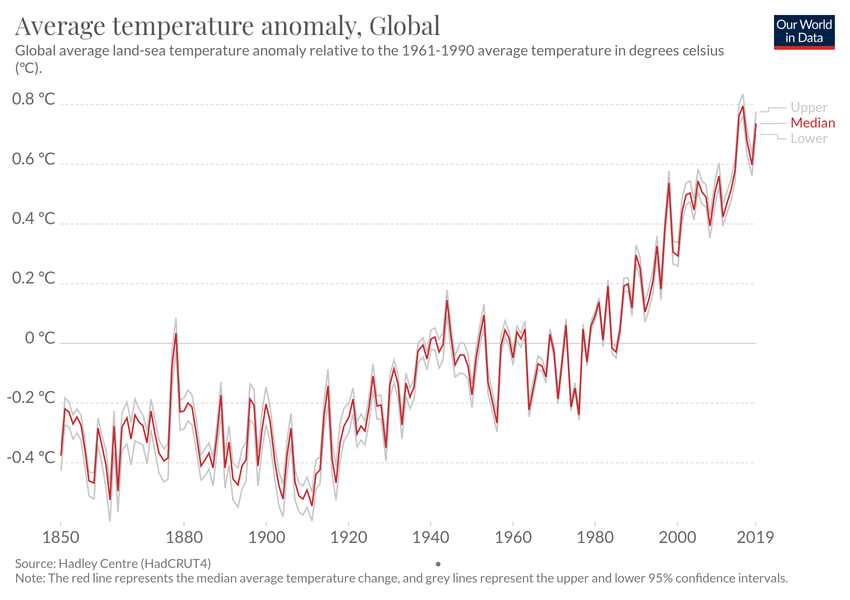 Average temperature anomaly, Global
Our World
in Data
Global average land-sea temperature anomaly relative to the 1961-1990 average temperature in degrees celsius
(°C).
0.8 °C
Upper
Median
Lower
0.6 °C
0.4 °C
0.2 °C
0 °C
-0.2 °C
-0.4 °C
1850 1880 1900 1920 1940 1960 1980 2000 2019
Source: Hadley Centre (HadCRUT4)
Note: The red line represents the median average temperature change, and grey lines represent the upper and lower 95% confidence intervals.